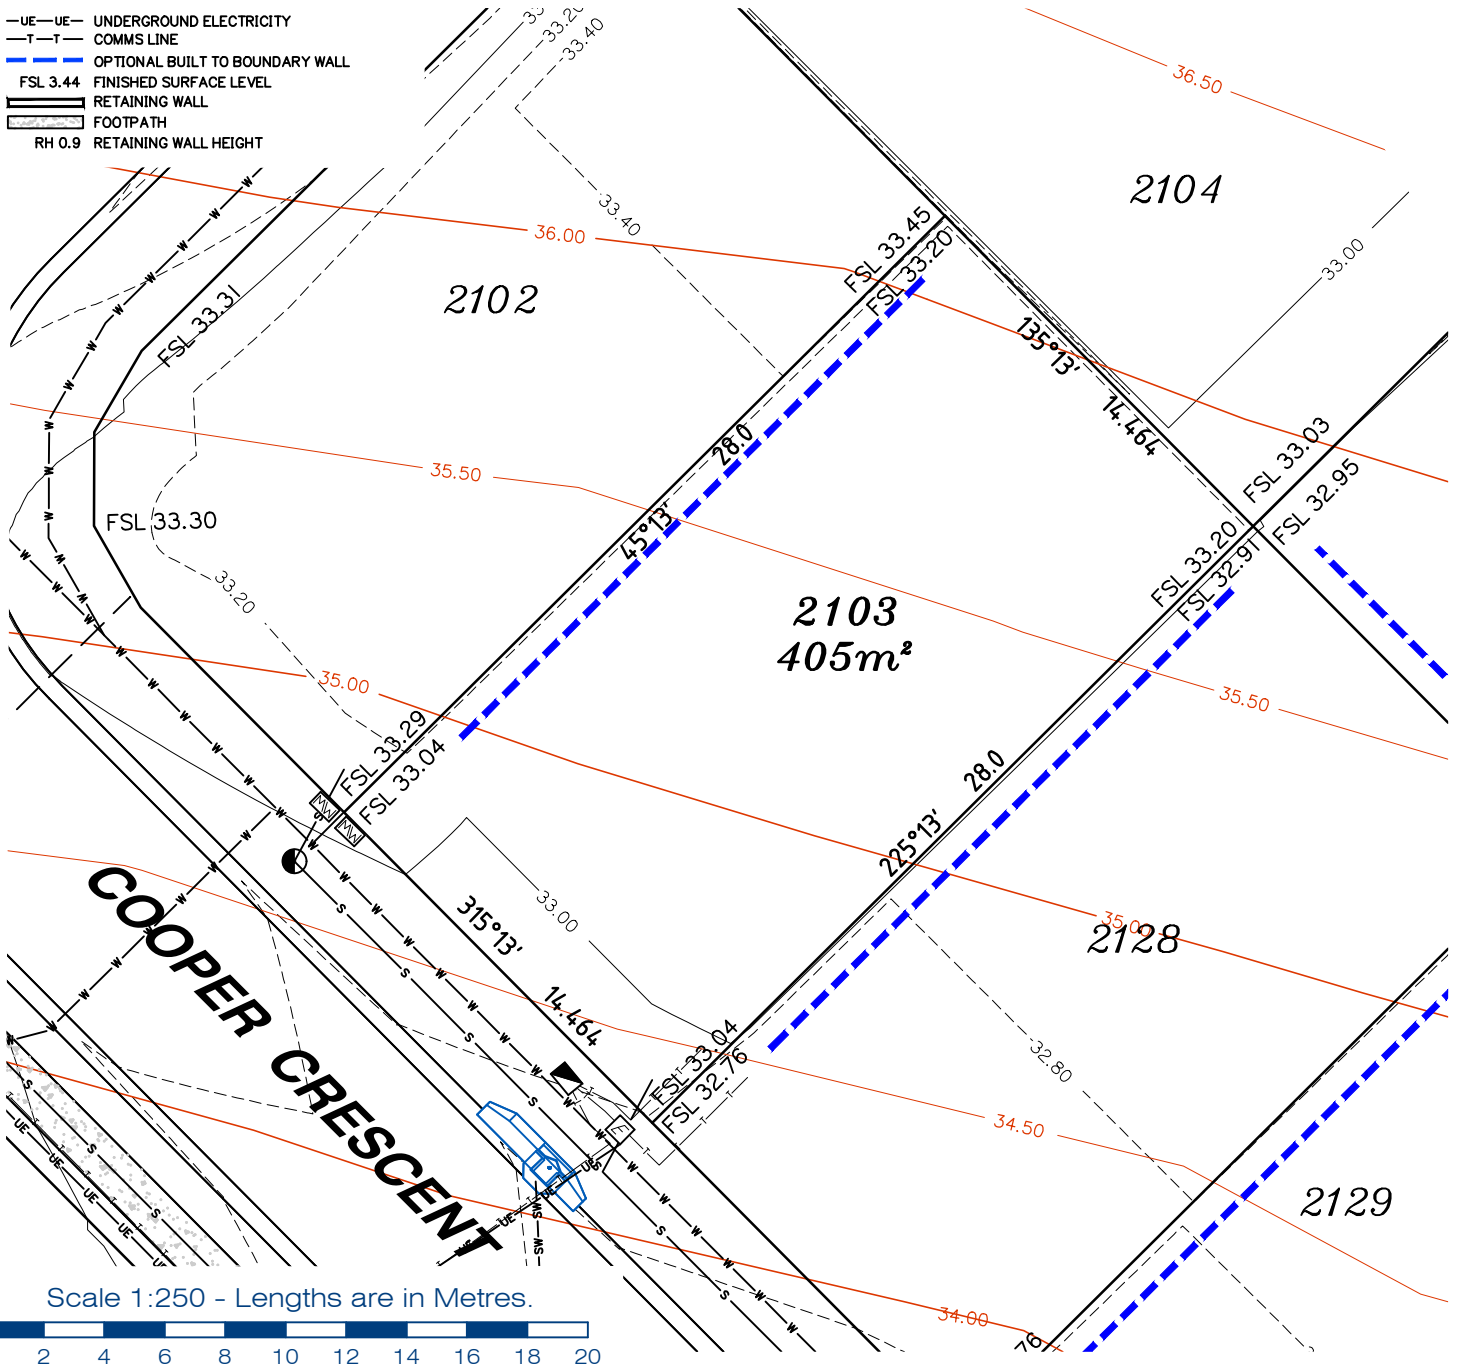 UE UE UNDERGROUND ELECTRICITY
T T COMMS LINE
OPTIONAL BUILT TO BOUNDARY WALL
FSL 3.44 FINISHED SURFACE LEVEL
RETAINING WALL
FOOTPATH
RH 0.9 RETAINING WALL HEIGHT
33.20
33.40
36.50
2104
33.40
36.00
FSL 33.45
FSL 33.20
33.00
2102
FSL 33.31
135°13'
14.464
35.50
28.0
45°13'
FSL 33.03
FSL 32.95
FSL 33.30
FSL 33.20
FSL 32.91
33.20
2103
405m²
35.00
35.50
FSL 33.29
FSL 33.04
MW
MW
28.0
225°13'
315°13'
33.00
35.00
2128
COOPER CRESCENT
14.464
FSL 33.04
FSL 32.76
32.80
34.50
E
2129
34.00
76
Scale 1:250 - Lengths are in Metres.
2 4 6 8 10 12 14 16 18 20